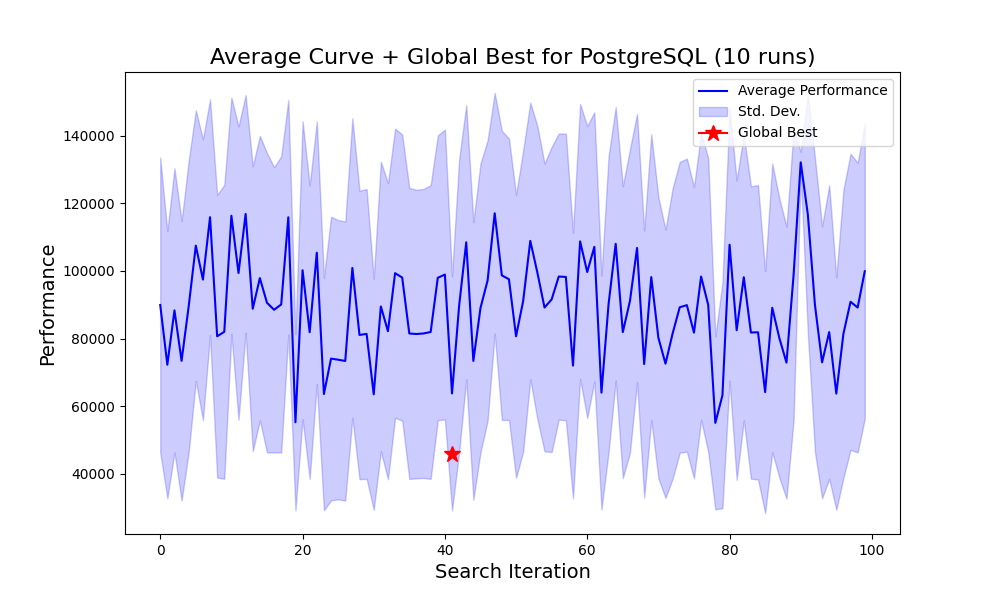 Average Curve + Global Best for PostgreSQL (10 runs)
Average Performance
Std. Dev.
Global Best
Performance
140000
120000
100000
80000
60000
40000
0 20 40 60 80 100
Search Iteration